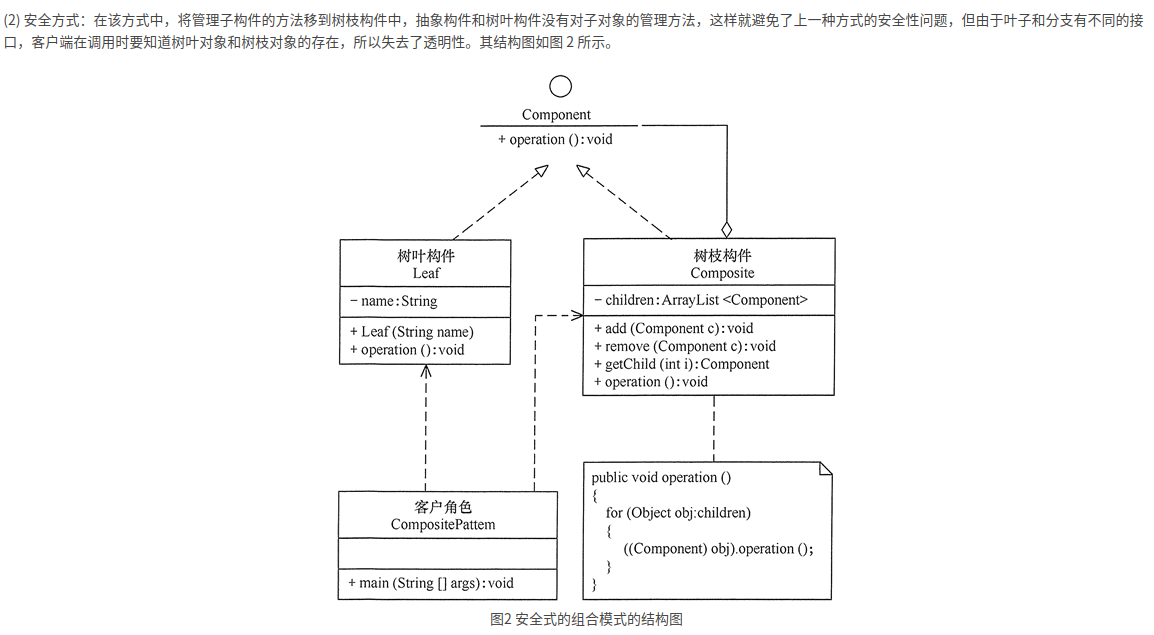 (2) 安全方式：在该方式中，将管理子构件的方法移到树枝构件中，抽象构件和树叶构件没有对子对象的管理方法，这样就避免了上一种方式的安全性问题，但由于叶子和分支有不同的接
口，客户端在调用时要知道树叶对象和树枝对象的存在，所以失去了透明性。其结构图如图 2 所示。
Component
+ operation ():void
树叶构件
Leaf
− name:String
+ Leaf (String name)
+ operation ():void
树枝构件
Composite
− children:ArrayList <Component>
+ add (Component c):void
+ remove (Component c):void
+ getChild (int i):Component
+ operation ():void
客户角色
CompositePattem
+ main (String [] args):void
public void operation ()
{
for (Object obj:children)
{
((Component) obj).operation ();
}
}
图2 安全式的组合模式的结构图